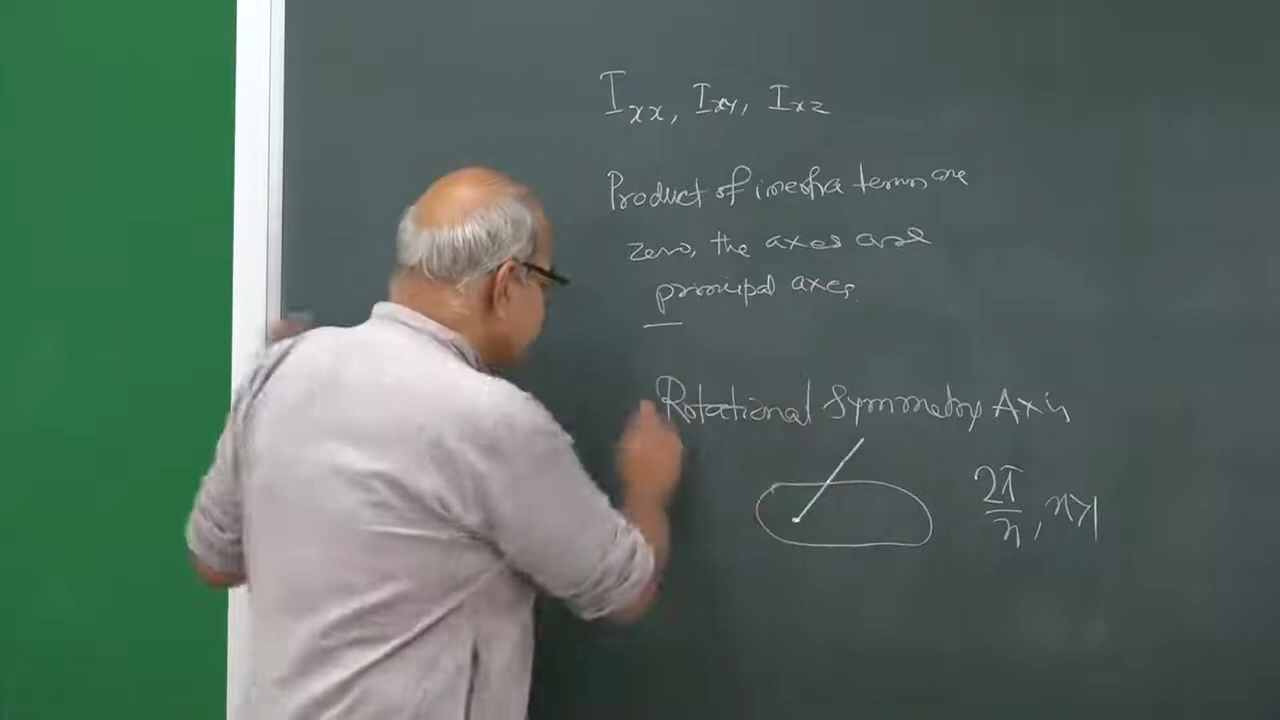 Ixx, Ixy, Ixz
Product of inertia terms are
zero, the axes are
principal axes.
Rotational Symmetry Axis
2π/n, n>1